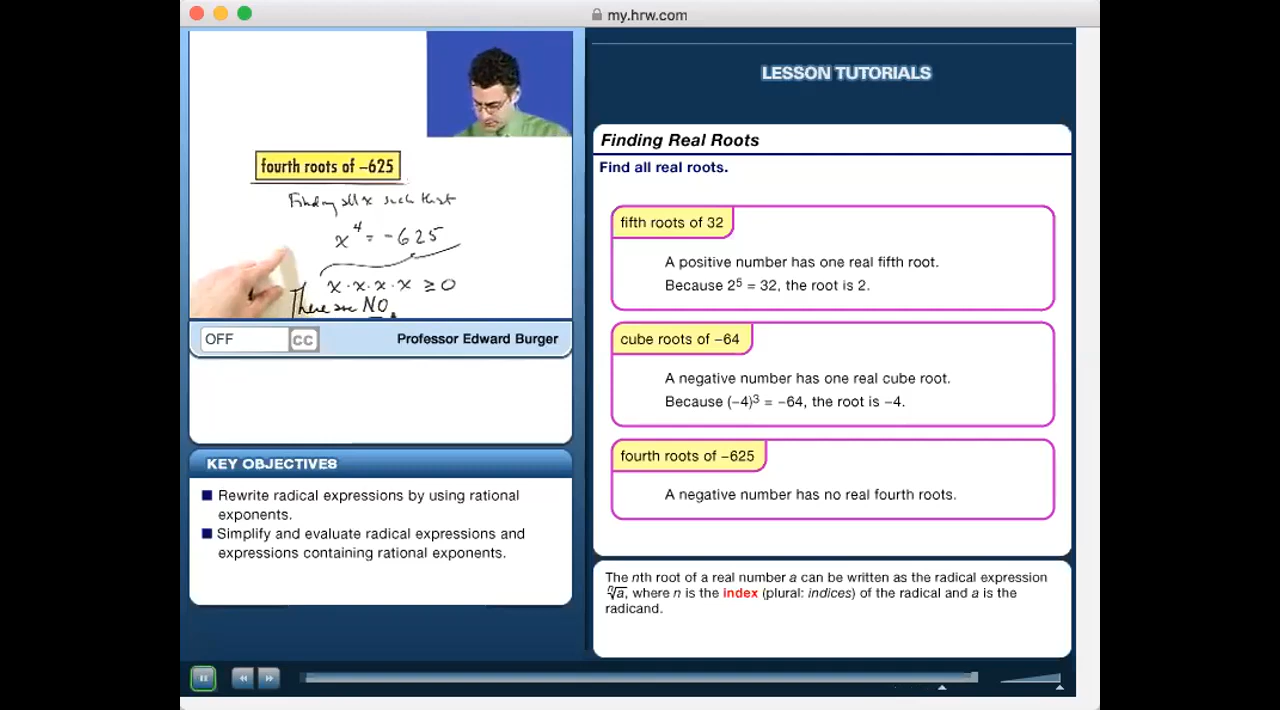 my.hrw.com
fourth roots of −625
Finding all x such that
x⁴ = −625
x·x·x·x ≥ 0
There are NO
OFF
CC
Professor Edward Burger
KEY OBJECTIVES
Rewrite radical expressions by using rational
exponents.
Simplify and evaluate radical expressions and
expressions containing rational exponents.
LESSON TUTORIALS
Finding Real Roots
Find all real roots.
fifth roots of 32
A positive number has one real fifth root.
Because 2⁵ = 32, the root is 2.
cube roots of −64
A negative number has one real cube root.
Because (−4)³ = −64, the root is −4.
fourth roots of −625
A negative number has no real fourth roots.
The nth root of a real number a can be written as the radical expression
ⁿ√a, where n is the index (plural: indices) of the radical and a is the
radicand.